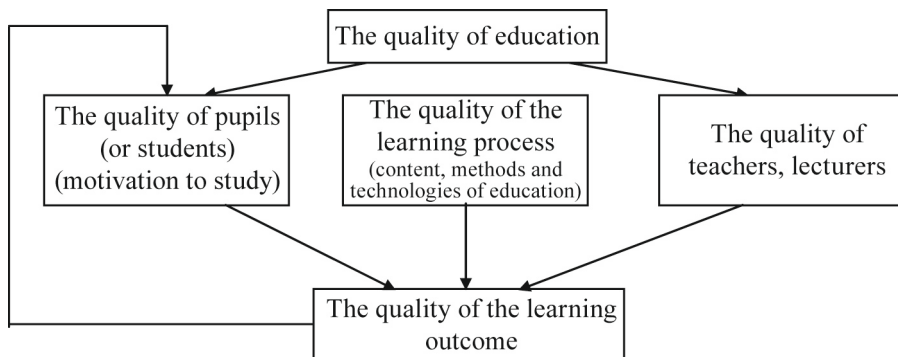 The quality of education
The quality of pupils
(or students)
(motivation to study)
The quality of the
learning process
(content, methods and
technologies of education)
The quality of
teachers, lecturers
The quality of the learning
outcome